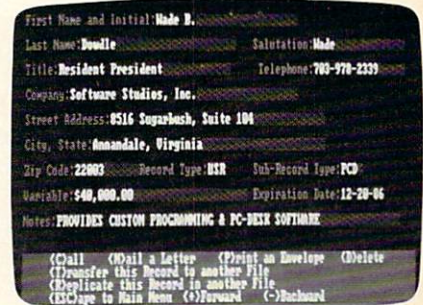 First Name and Initial:Wade B.
Last Name:Dowdle Salutation:Wade
Title:Resident President Telephone:703-978-2339
Company:Software Studios, Inc.
Street Address:8516 Sugarbush, Suite 104
City, State:Annandale, Virginia
Zip Code:22003 Record Type:BSR Sub-Record Type:PCD
Variable:$40,000.00 Expiration Date:12-20-86
Notes:PROVIDES CUSTOM PROGRAMMING & PC-DESK SOFTWARE
(C)all (M)ail a Letter (P)rint an Envelope (D)elete
(T)ransfer this Record to another File
(R)eplicate this Record in another File
(ESC)ape to Main Menu (+)Forward (-)Backward